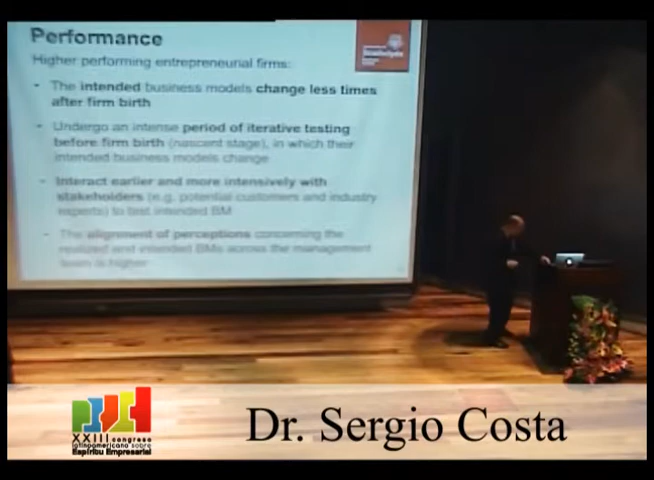 Performance
Higher performing entrepreneurial firms:
• The intended business models change less times
after firm birth
• Undergo an intense period of iterative testing
before firm birth (nascent stage), in which their
intended business models change
• Interact earlier and more intensively with
stakeholders (e.g. potential customers and industry
experts) to test intended BM
• The alignment of perceptions concerning the
realized and intended BMs across the management
team is higher
XXIII congreso
latinoamericano sobre
Espíritu Empresarial
Dr. Sergio Costa